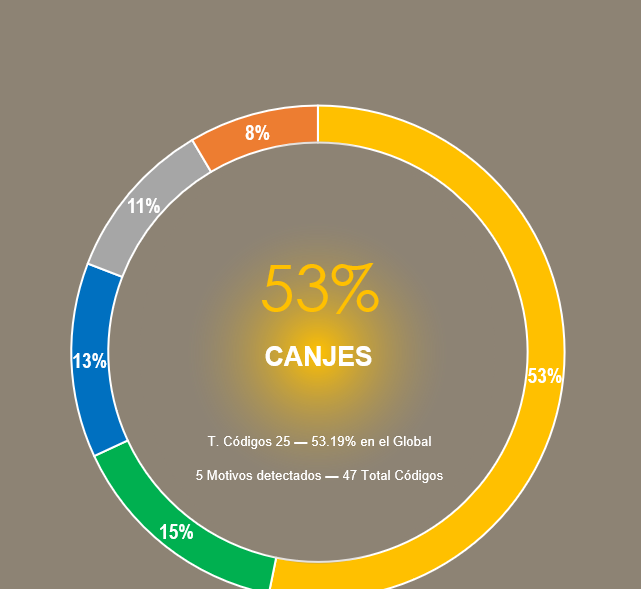 8%
11%
53%
CANJES
13%
53%
T. Códigos 25 — 53.19% en el Global
5 Motivos detectados — 47 Total Códigos
15%